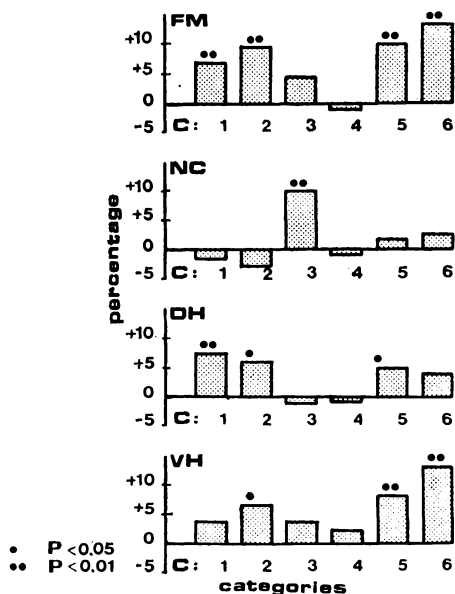 percentage
FM
+10
+5
0
-5
C: 1 2 3 4 5 6
NC
+10
+5
0
-5
C: 1 2 3 4 5 6
DH
+10
+5
0
-5
C: 1 2 3 4 5 6
VH
+10
+5
0
-5
C: 1 2 3 4 5 6
categories
• P <0.05
•• P <0.01